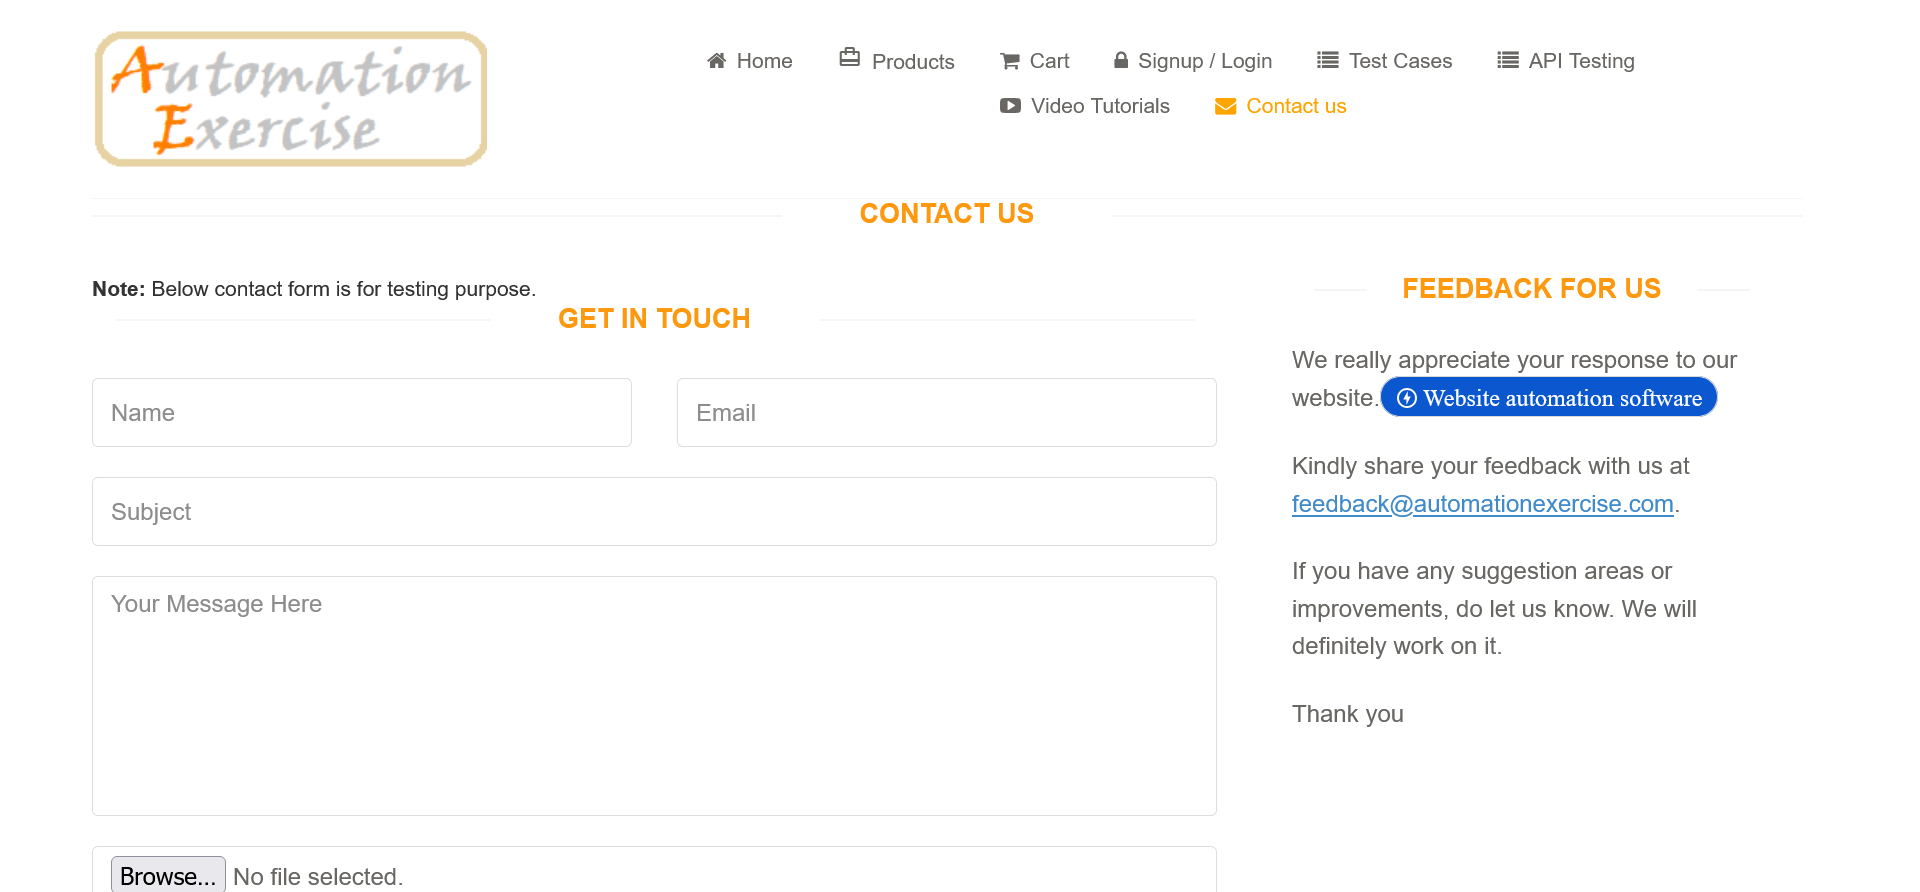 Automation
Exercise
Home
Products
Cart
Signup / Login
Test Cases
API Testing
Video Tutorials
Contact us
CONTACT US
Note: Below contact form is for testing purpose.
GET IN TOUCH
Name
Email
Subject
Your Message Here
Browse... No file selected.
FEEDBACK FOR US
We really appreciate your response to our
website. Website automation software
Kindly share your feedback with us at
feedback@automationexercise.com.
If you have any suggestion areas or
improvements, do let us know. We will
definitely work on it.
Thank you